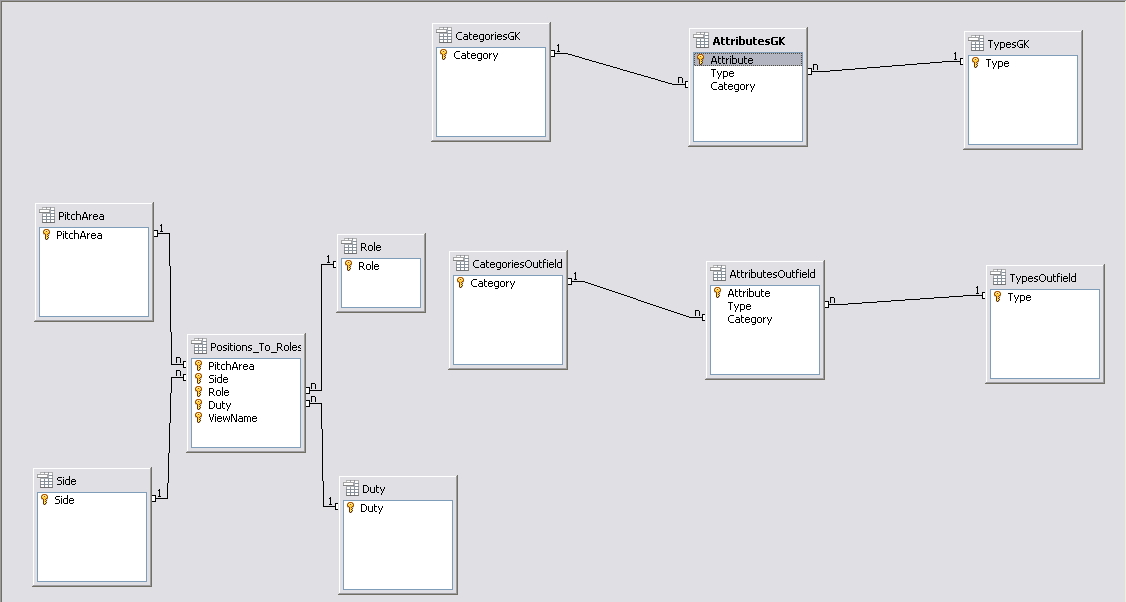 CategoriesGK
Category
1
n
AttributesGK
Attribute
Type
Category
n
1
TypesGK
Type
PitchArea
PitchArea
1
Role
Role
1
CategoriesOutfield
Category
1
n
AttributesOutfield
Attribute
Type
Category
n
1
TypesOutfield
Type
Positions_To_Roles
PitchArea
Side
Role
Duty
ViewName
n
n
n
n
Side
Side
1
Duty
Duty
1